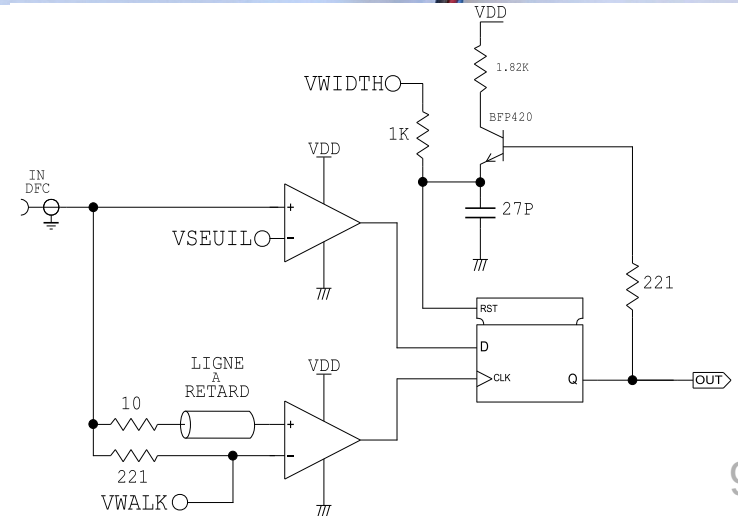 VDD
1.82K
VWIDTH
BFP420
1K
VDD
IN
DFC
+
27P
VSEUIL
-
221
RST
D
LIGNE
A
RETARD
VDD
CLK
Q
OUT
10
+
221
-
VWALK
9